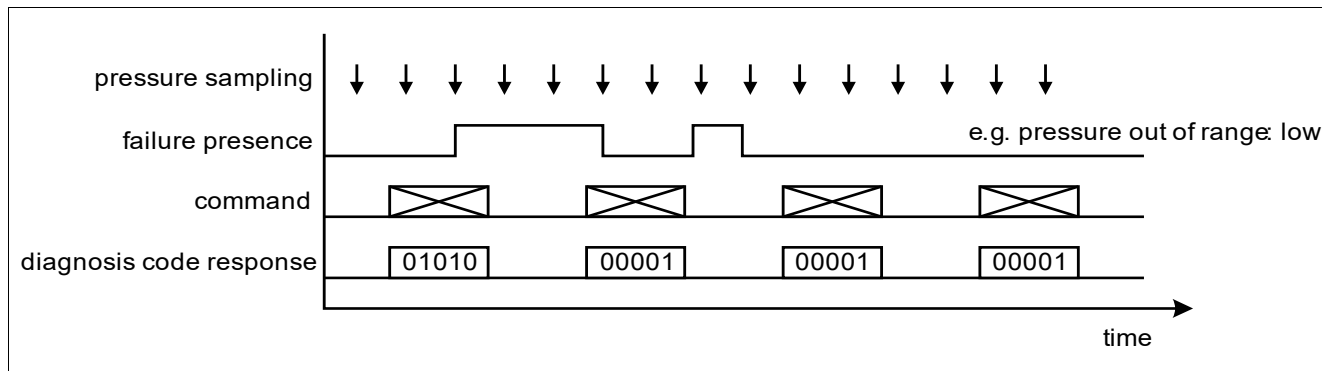 pressure sampling
failure presence
e.g. pressure out of range: low
command
diagnosis code response
01010
00001
00001
00001
time